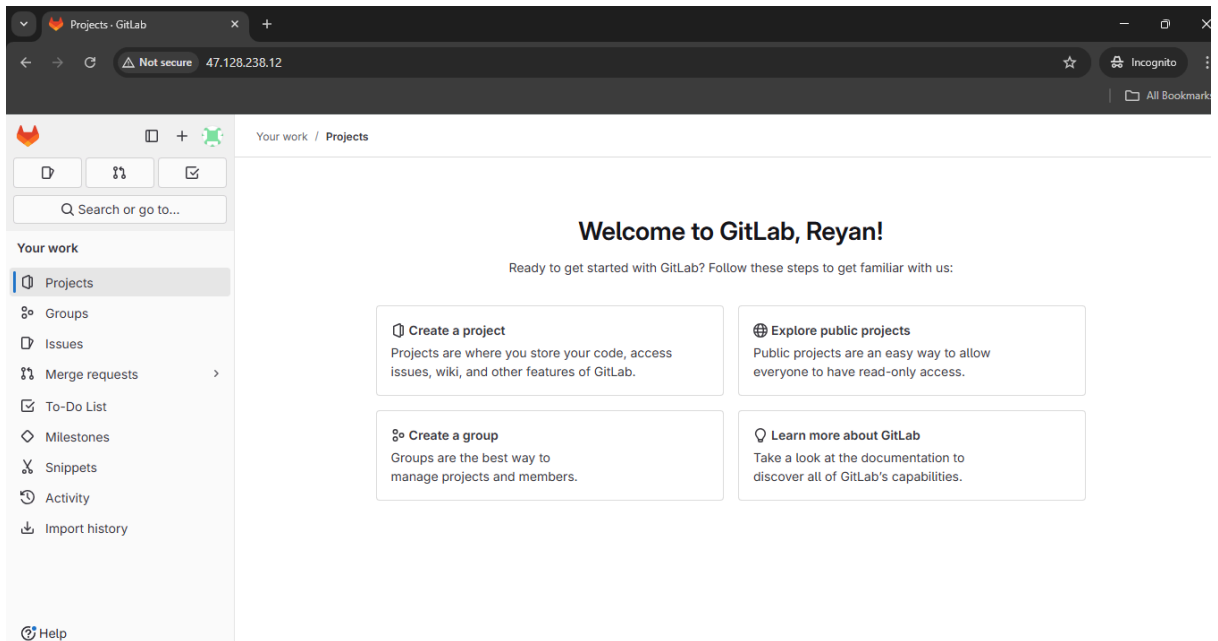 Projects · GitLab
Not secure 47.128.238.12
Incognito
All Bookmarks
Your work / Projects
Search or go to...
Your work
Projects
Groups
Issues
Merge requests
To-Do List
Milestones
Snippets
Activity
Import history
Help
Welcome to GitLab, Reyan!
Ready to get started with GitLab? Follow these steps to get familiar with us:
Create a project
Projects are where you store your code, access
issues, wiki, and other features of GitLab.
Explore public projects
Public projects are an easy way to allow
everyone to have read-only access.
Create a group
Groups are the best way to
manage projects and members.
Learn more about GitLab
Take a look at the documentation to
discover all of GitLab's capabilities.